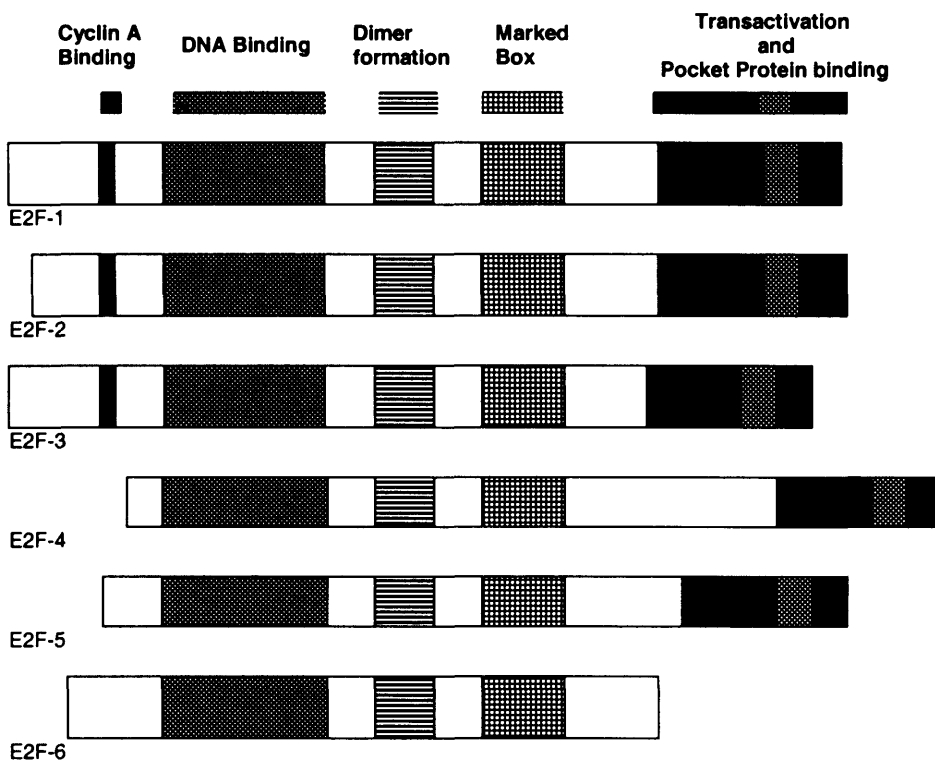 Cyclin A
Binding
DNA Binding
Dimer
formation
Marked
Box
Transactivation
and
Pocket Protein binding
E2F-1
E2F-2
E2F-3
E2F-4
E2F-5
E2F-6